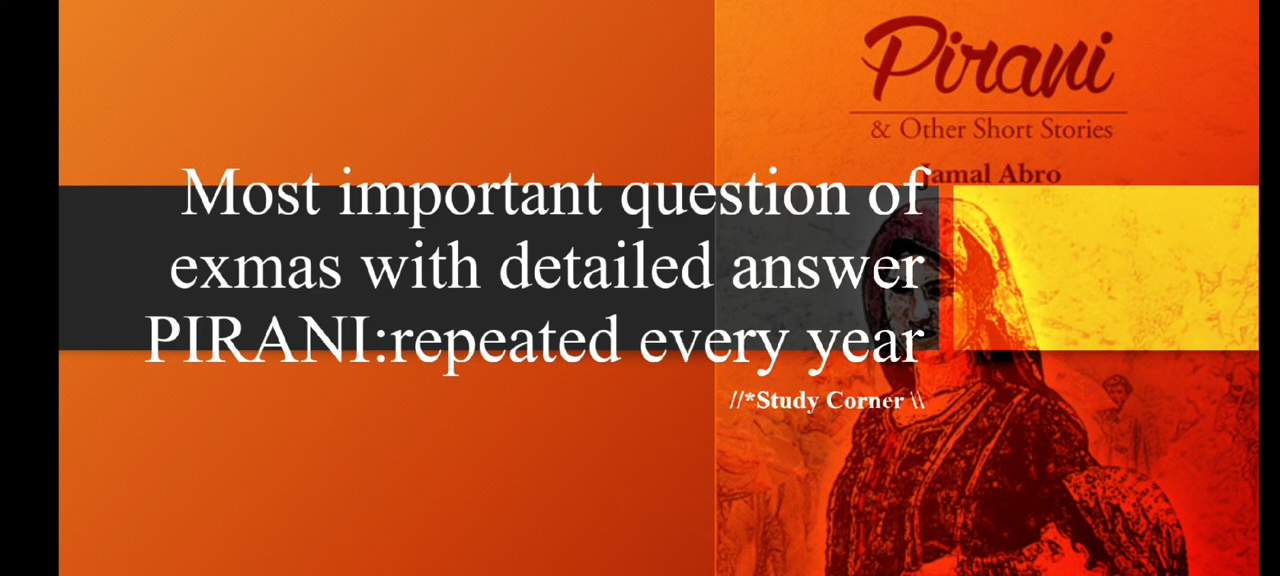 Pirani
& Other Short Stories
Jamal Abro
Most important question of
exmas with detailed answer
PIRANI:repeated every year
//*Study Corner \\